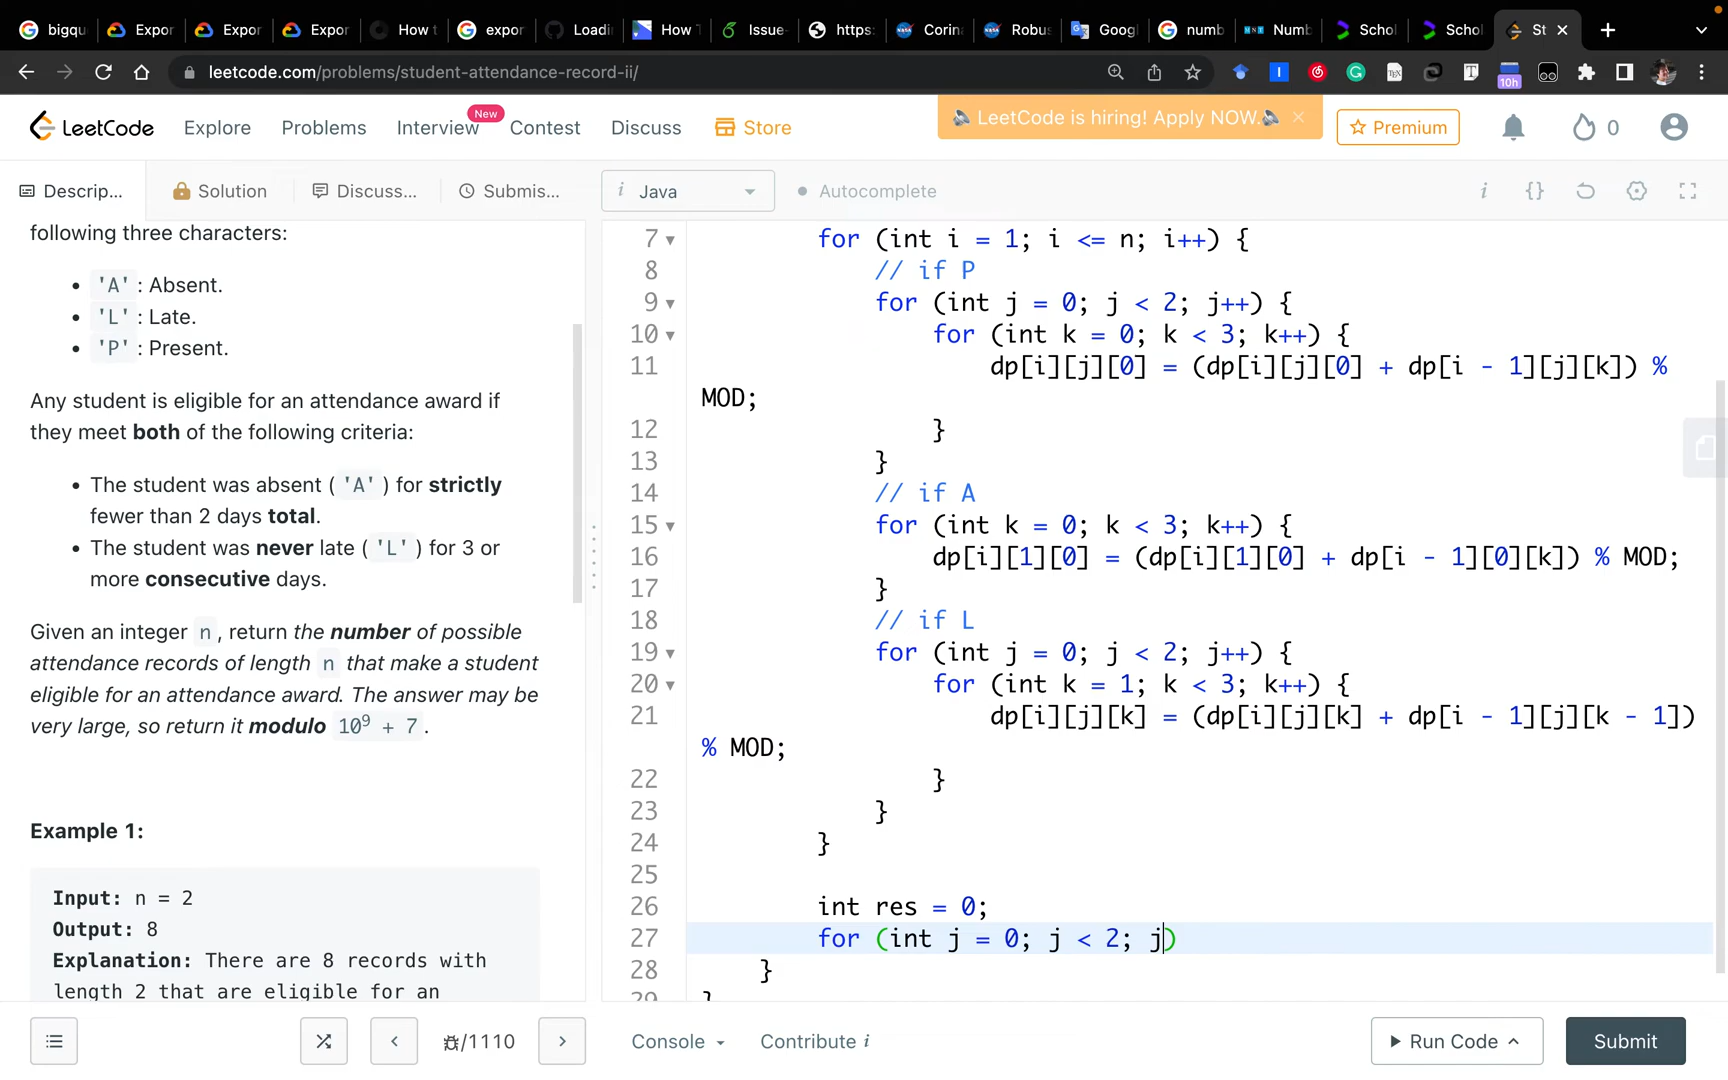 bigqu
Expor
Expor
Expor
How t
expor
Loadi
How T
Issue-
https:
Corina
Robus
Googl
numb
Numb
Schol
Schol
St
leetcode.com/problems/student-attendance-record-ii/
10h
LeetCode
Explore
Problems
Interview
New
Contest
Discuss
Store
LeetCode is hiring! Apply NOW.
Premium
0
Descrip...
Solution
Discuss...
Submis...
i Java
Autocomplete
following three characters:
'A' : Absent.
'L' : Late.
'P' : Present.
Any student is eligible for an attendance award if
they meet both of the following criteria:
The student was absent ( 'A' ) for strictly
fewer than 2 days total.
The student was never late ( 'L' ) for 3 or
more consecutive days.
Given an integer n , return the number of possible
attendance records of length n that make a student
eligible for an attendance award. The answer may be
very large, so return it modulo 10⁹ + 7 .
Example 1:
Input: n = 2
Output: 8
Explanation: There are 8 records with
length 2 that are eligible for an
7 for (int i = 1; i <= n; i++) {
8 // if P
9 for (int j = 0; j < 2; j++) {
10 for (int k = 0; k < 3; k++) {
11 dp[i][j][0] = (dp[i][j][0] + dp[i - 1][j][k]) %
MOD;
12 }
13 }
14 // if A
15 for (int k = 0; k < 3; k++) {
16 dp[i][1][0] = (dp[i][1][0] + dp[i - 1][0][k]) % MOD;
17 }
18 // if L
19 for (int j = 0; j < 2; j++) {
20 for (int k = 1; k < 3; k++) {
21 dp[i][j][k] = (dp[i][j][k] + dp[i - 1][j][k - 1])
% MOD;
22 }
23 }
24 }
25
26 int res = 0;
27 for (int j = 0; j < 2; j)
28 }
29 }
/1110
Console
Contribute i
Run Code
Submit